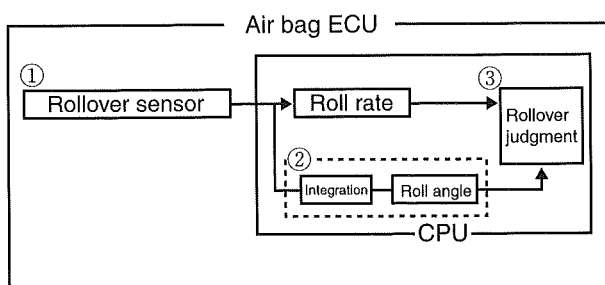 Air bag ECU
①
Rollover sensor
Roll rate
③
Rollover
judgment
②
Integration
Roll angle
CPU